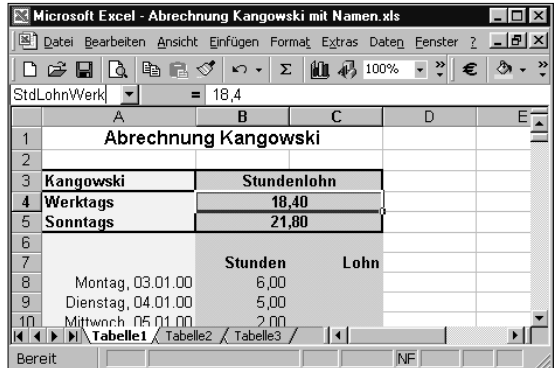 Microsoft Excel - Abrechnung Kangowski mit Namen.xls
Datei Bearbeiten Ansicht Einfügen Format Extras Daten Fenster ?
Σ 100% » € »
StdLohnWerk = 18,4
A B C D E
1 Abrechnung Kangowski
2
3 Kangowski Stundenlohn
4 Werktags 18,40
5 Sonntags 21,80
6
7 Stunden Lohn
8 Montag, 03.01.00 6,00
9 Dienstag, 04.01.00 5,00
10 Mittwoch, 05.01.00 2,00
Tabelle1 Tabelle2 Tabelle3
Bereit NF